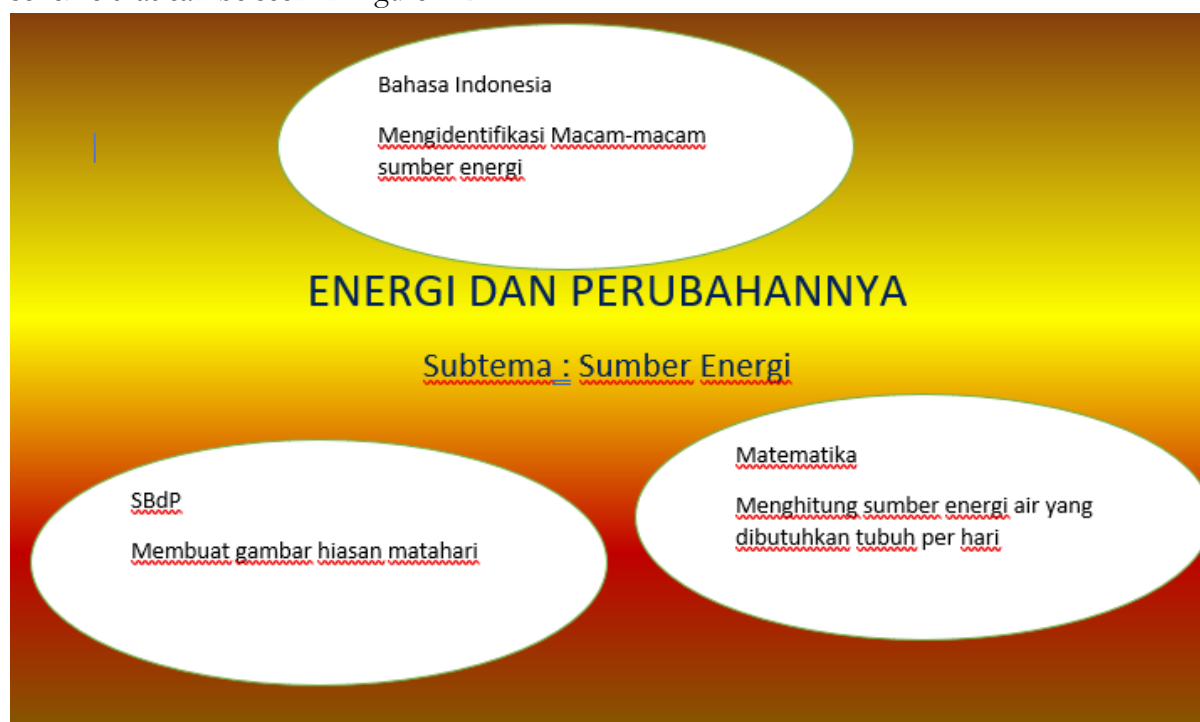 Bahasa Indonesia
Mengidentifikasi Macam-macam
sumber energi
ENERGI DAN PERUBAHANNYA
Subtema : Sumber Energi
Matematika
Menghitung sumber energi air yang
dibutuhkan tubuh per hari
SBdP
Membuat gambar hiasan matahari